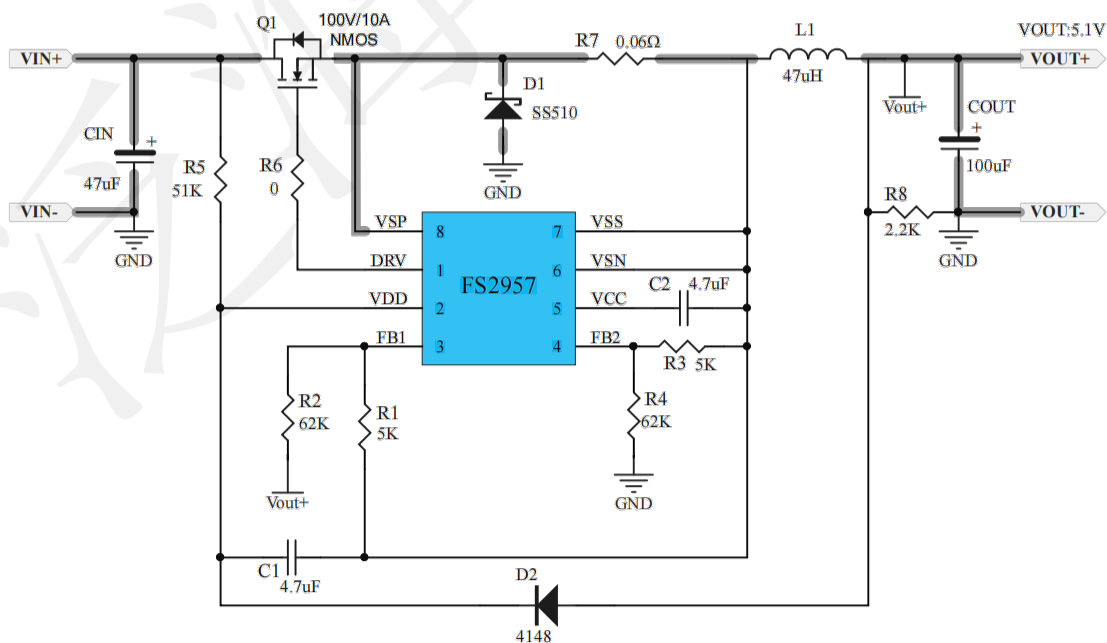 Q1
100V/10A
NMOS
R7
0.06Ω
L1
47uH
VOUT:5.1V
VIN+
VOUT+
D1
SS510
Vout+
COUT
+
100uF
CIN
+
47uF
R5
51K
R6
0
GND
R8
2.2K
VIN-
VOUT-
GND
GND
VSP
8
7
VSS
DRV
1
6
VSN
FS2957
C2
4.7uF
VDD
2
5
VCC
FB1
3
4
FB2
R3
5K
R2
62K
R1
5K
R4
62K
Vout+
GND
C1
4.7uF
D2
4148